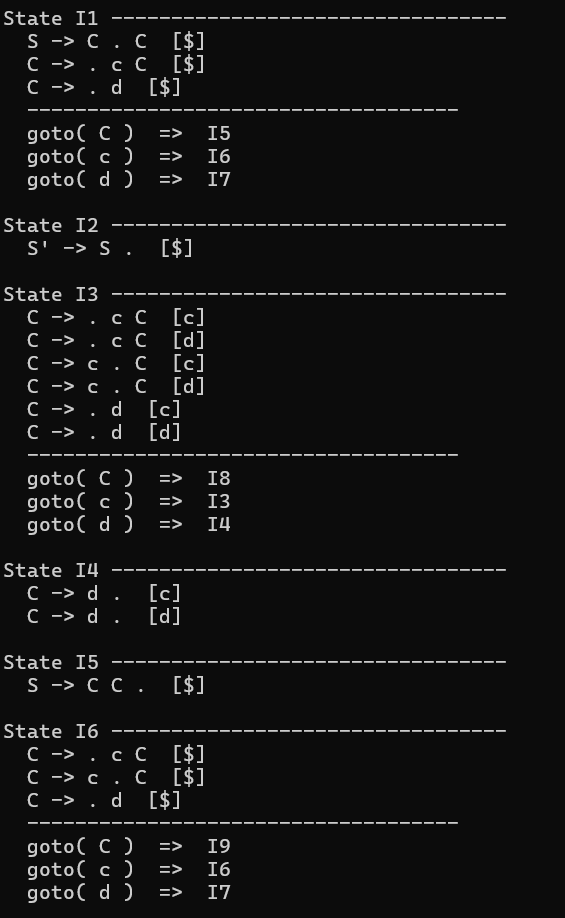 State I1 ---------------------------------
  S -> C . C  [$]
  C -> . c C  [$]
  C -> . d  [$]
  ------------------------------------
  goto( C )  =>  I5
  goto( c )  =>  I6
  goto( d )  =>  I7

State I2 ---------------------------------
  S' -> S .  [$]

State I3 ---------------------------------
  C -> . c C  [c]
  C -> . c C  [d]
  C -> c . C  [c]
  C -> c . C  [d]
  C -> . d  [c]
  C -> . d  [d]
  ------------------------------------
  goto( C )  =>  I8
  goto( c )  =>  I3
  goto( d )  =>  I4

State I4 ---------------------------------
  C -> d .  [c]
  C -> d .  [d]

State I5 ---------------------------------
  S -> C C .  [$]

State I6 ---------------------------------
  C -> . c C  [$]
  C -> c . C  [$]
  C -> . d  [$]
  ------------------------------------
  goto( C )  =>  I9
  goto( c )  =>  I6
  goto( d )  =>  I7